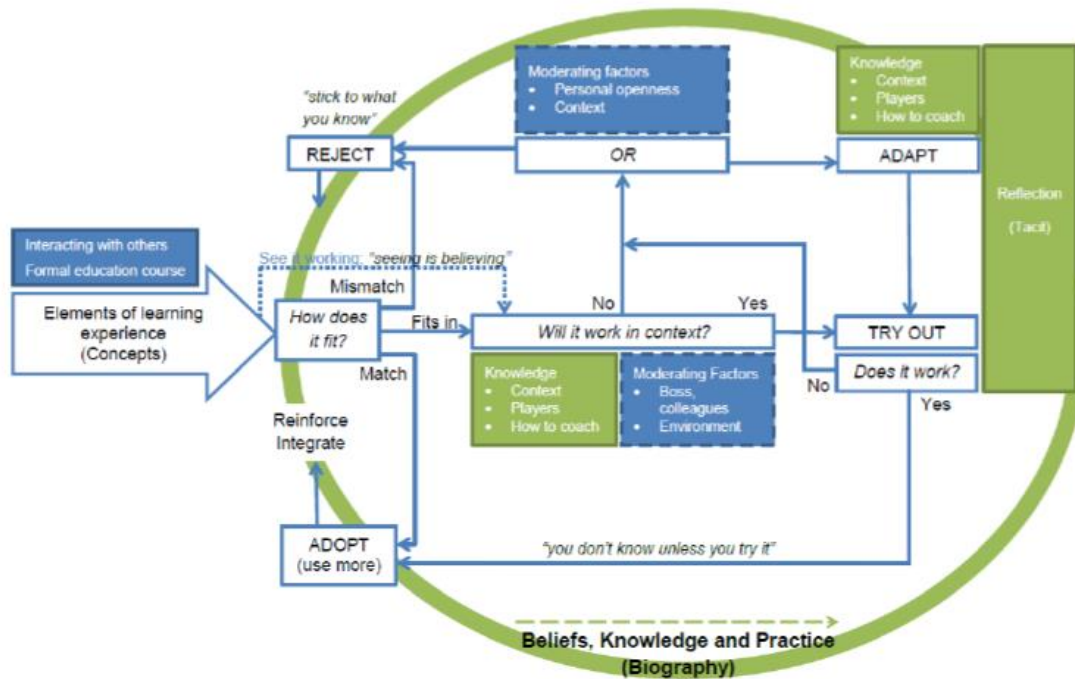 Moderating factors
• Personal openness
• Context
Knowledge
• Context
• Players
• How to coach
"stick to what
you know"
REJECT
OR
ADAPT
Reflection
(Tacit)
Interacting with others
Formal education course
See it working: "seeing is believing"
Mismatch
Elements of learning
experience
(Concepts)
How does
it fit?
Fits in
No
Yes
Will it work in context?
TRY OUT
Match
Does it work?
No
Yes
Knowledge
• Context
• Players
• How to coach
Moderating Factors
• Boss,
colleagues
• Environment
Reinforce
Integrate
ADOPT
(use more)
"you don't know unless you try it"
Beliefs, Knowledge and Practice
(Biography)